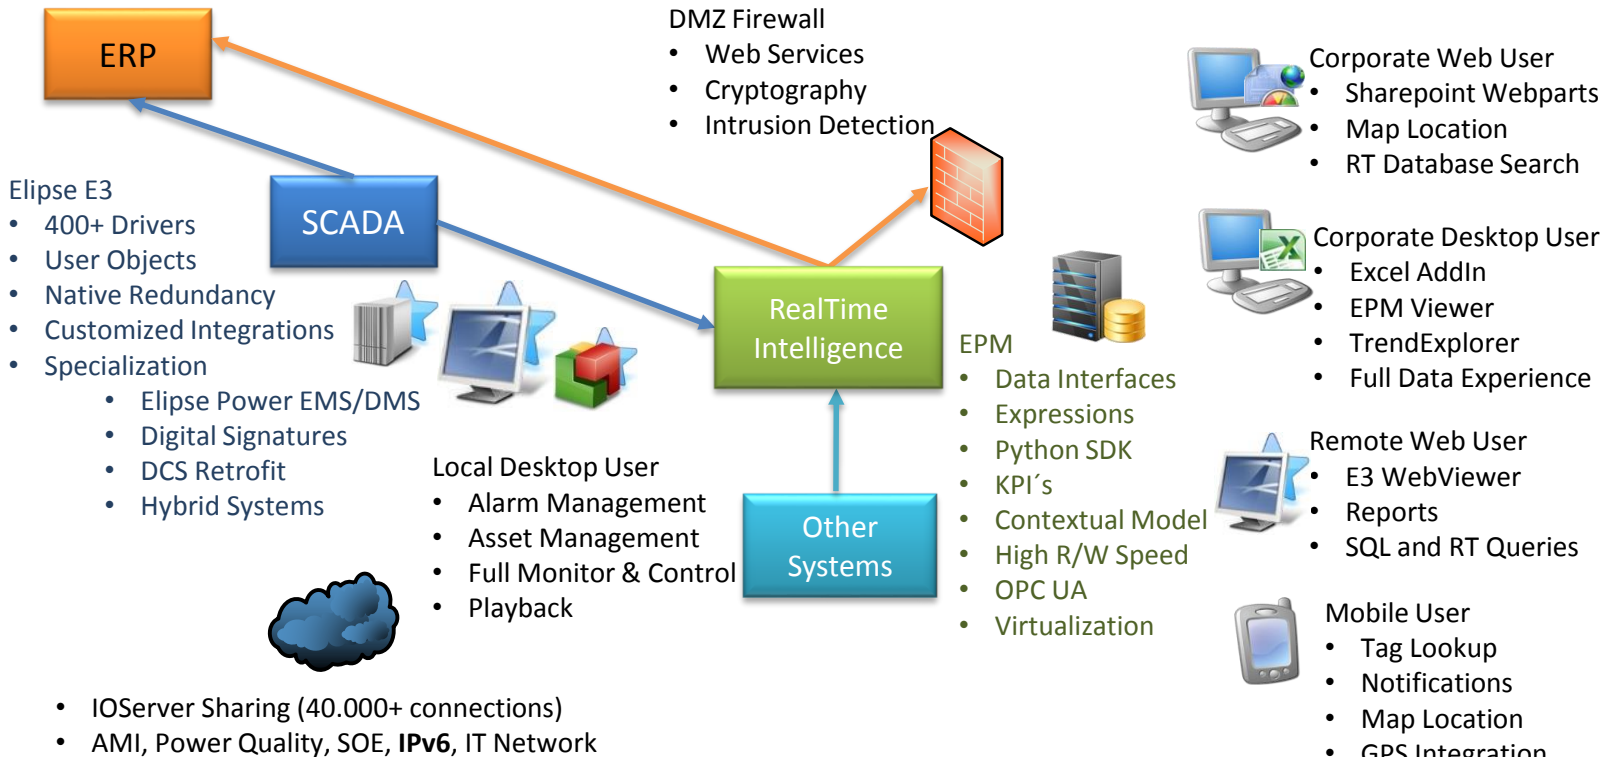 ERP
DMZ Firewall
• Web Services
• Cryptography
• Intrusion Detection
Corporate Web User
• Sharepoint Webparts
• Map Location
• RT Database Search
Elipse E3
• 400+ Drivers
• User Objects
• Native Redundancy
• Customized Integrations
• Specialization
• Elipse Power EMS/DMS
• Digital Signatures
• DCS Retrofit
• Hybrid Systems
SCADA
RealTime
Intelligence
Corporate Desktop User
• Excel AddIn
• EPM Viewer
• TrendExplorer
• Full Data Experience
EPM
• Data Interfaces
• Expressions
• Python SDK
• KPI´s
• Contextual Model
• High R/W Speed
• OPC UA
• Virtualization
Local Desktop User
• Alarm Management
• Asset Management
• Full Monitor & Control
• Playback
Other
Systems
Remote Web User
• E3 WebViewer
• Reports
• SQL and RT Queries
Mobile User
• Tag Lookup
• Notifications
• Map Location
• GPS Integration
• IOServer Sharing (40.000+ connections)
• AMI, Power Quality, SOE, IPv6, IT Network